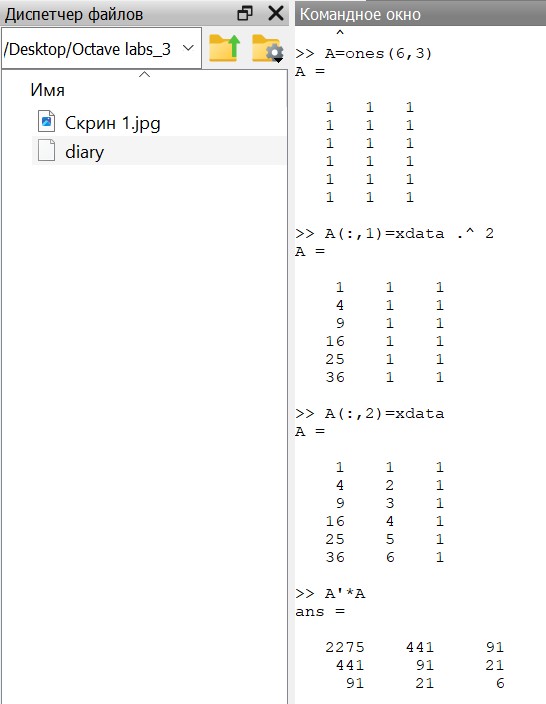 Диспетчер файлов
/Desktop/Octave labs_3
Имя
Скрин 1.jpg
diary
Командное окно
^
>> A=ones(6,3)
A =
1 1 1
1 1 1
1 1 1
1 1 1
1 1 1
1 1 1
>> A(:,1)=xdata .^ 2
A =
1 1 1
4 1 1
9 1 1
16 1 1
25 1 1
36 1 1
>> A(:,2)=xdata
A =
1 1 1
4 2 1
9 3 1
16 4 1
25 5 1
36 6 1
>> A'*A
ans =
2275 441 91
441 91 21
91 21 6